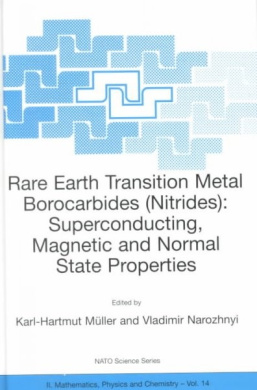 Rare Earth Transition Metal
Borocarbides (Nitrides):
Superconducting,
Magnetic and Normal
State Properties
Edited by
Karl-Hartmut Müller and Vladimir Narozhnyi
NATO Science Series
II. Mathematics, Physics and Chemistry – Vol. 14